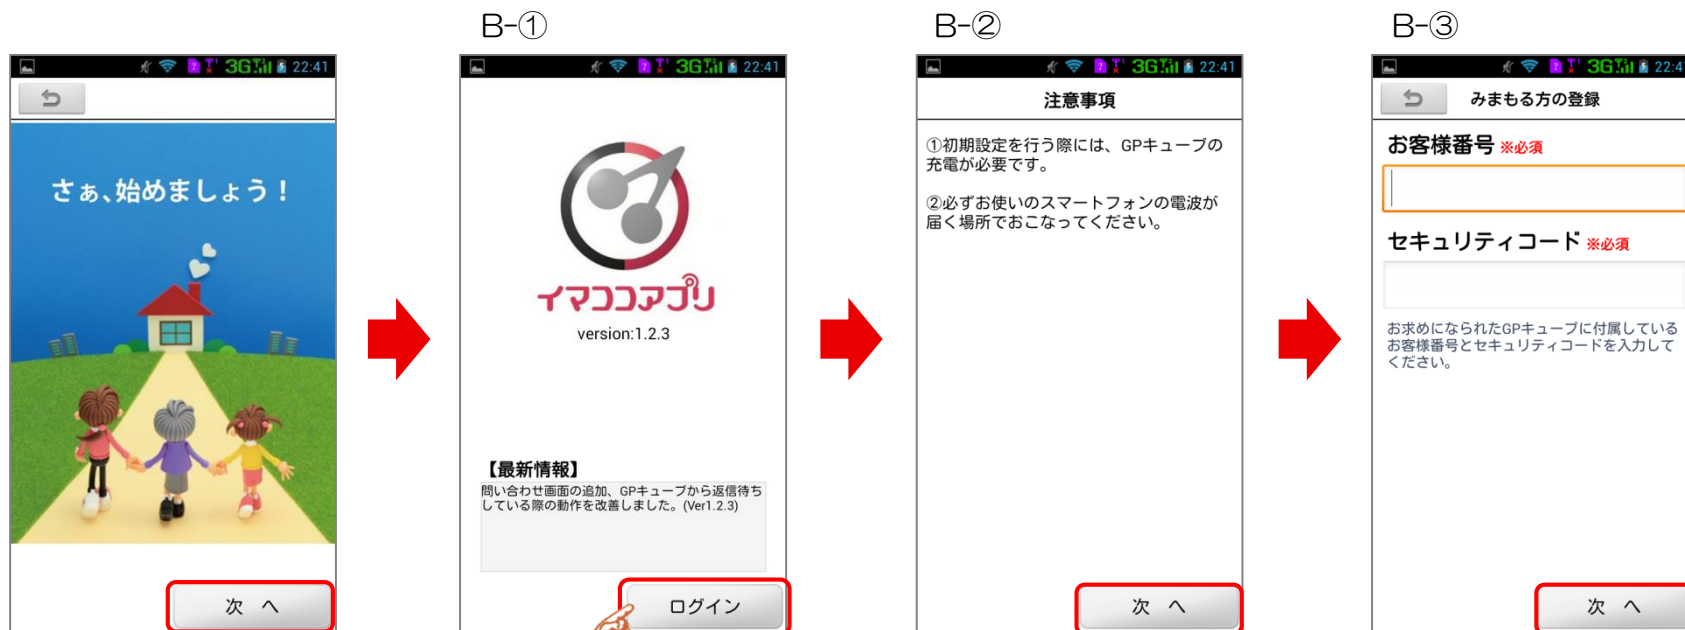 B-①
B-②
B-③
3G 22:41
さぁ、始めましょう！
次 へ
3G 22:41
イマココアプリ
version:1.2.3
【最新情報】
問い合わせ画面の追加、GPキューブから返信待ち
している際の動作を改善しました。(Ver1.2.3)
ログイン
3G 22:41
注意事項
①初期設定を行う際には、GPキューブの
充電が必要です。
②必ずお使いのスマートフォンの電波が
届く場所でおこなってください。
次 へ
3G 22:4
みまもる方の登録
お客様番号 ※必須
セキュリティコード ※必須
お求めになられたGPキューブに付属している
お客様番号とセキュリティコードを入力して
ください。
次 へ